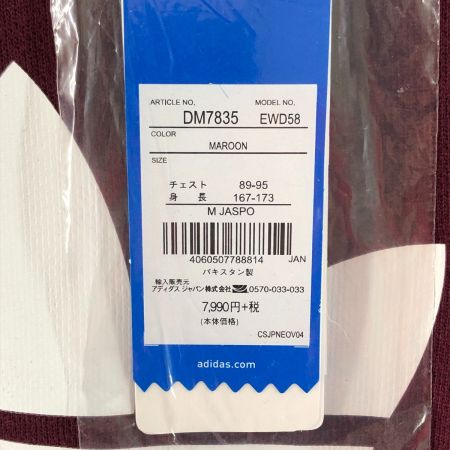 ARTICLE NO. MODEL NO.
DM7835 EWD58
COLOR
MAROON
SIZE
チェスト 89-95
身 長 167-173
M JASPO
4060507788814 JAN
パキスタン製
輸入販売元
アディダス ジャパン株式会社 0570-033-033
7,990円+税
(本体価格)
CSJPNEOV04
adidas.com